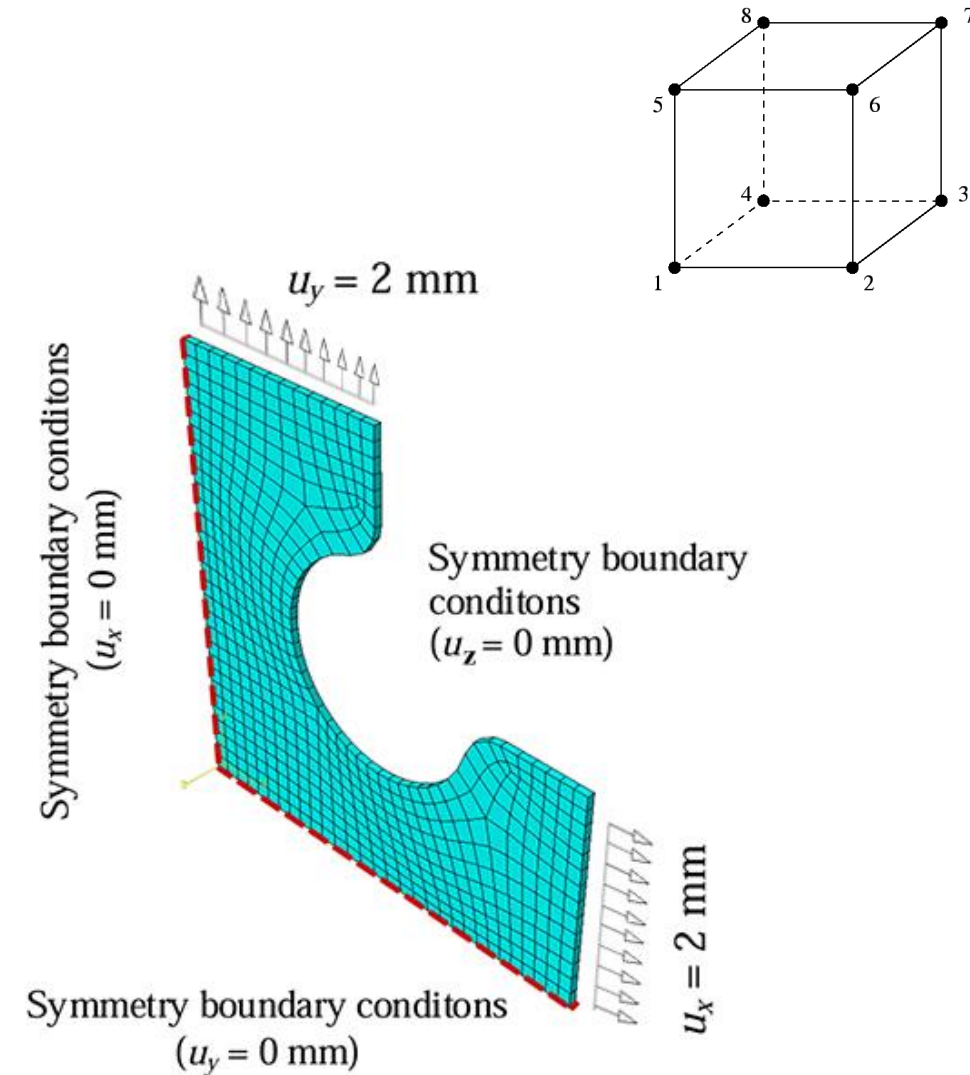 8
7
5
6
4
3
1
2
u_y = 2 mm
Symmetry boundary conditons
(u_x = 0 mm)
Symmetry boundary
conditons
(u_z = 0 mm)
u_x = 2 mm
Symmetry boundary conditons
(u_y = 0 mm)